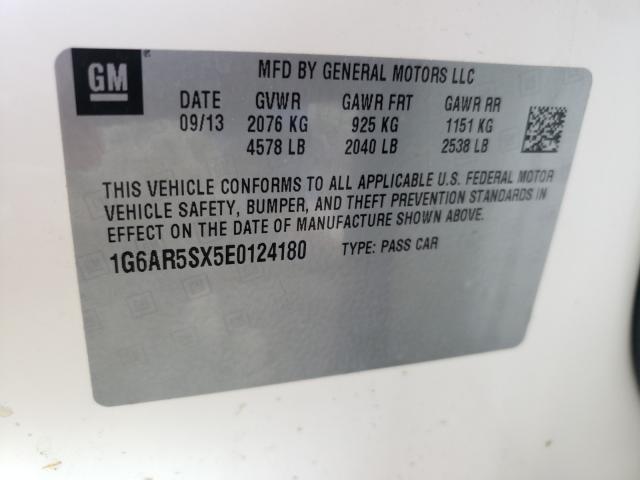 GM
MFD BY GENERAL MOTORS LLC
DATE GVWR GAWR FRT GAWR RR
09/13 2076 KG 925 KG 1151 KG
4578 LB 2040 LB 2538 LB
THIS VEHICLE CONFORMS TO ALL APPLICABLE U.S. FEDERAL MOTOR
VEHICLE SAFETY, BUMPER, AND THEFT PREVENTION STANDARDS IN
EFFECT ON THE DATE OF MANUFACTURE SHOWN ABOVE.
1G6AR5SX5E0124180 TYPE: PASS CAR